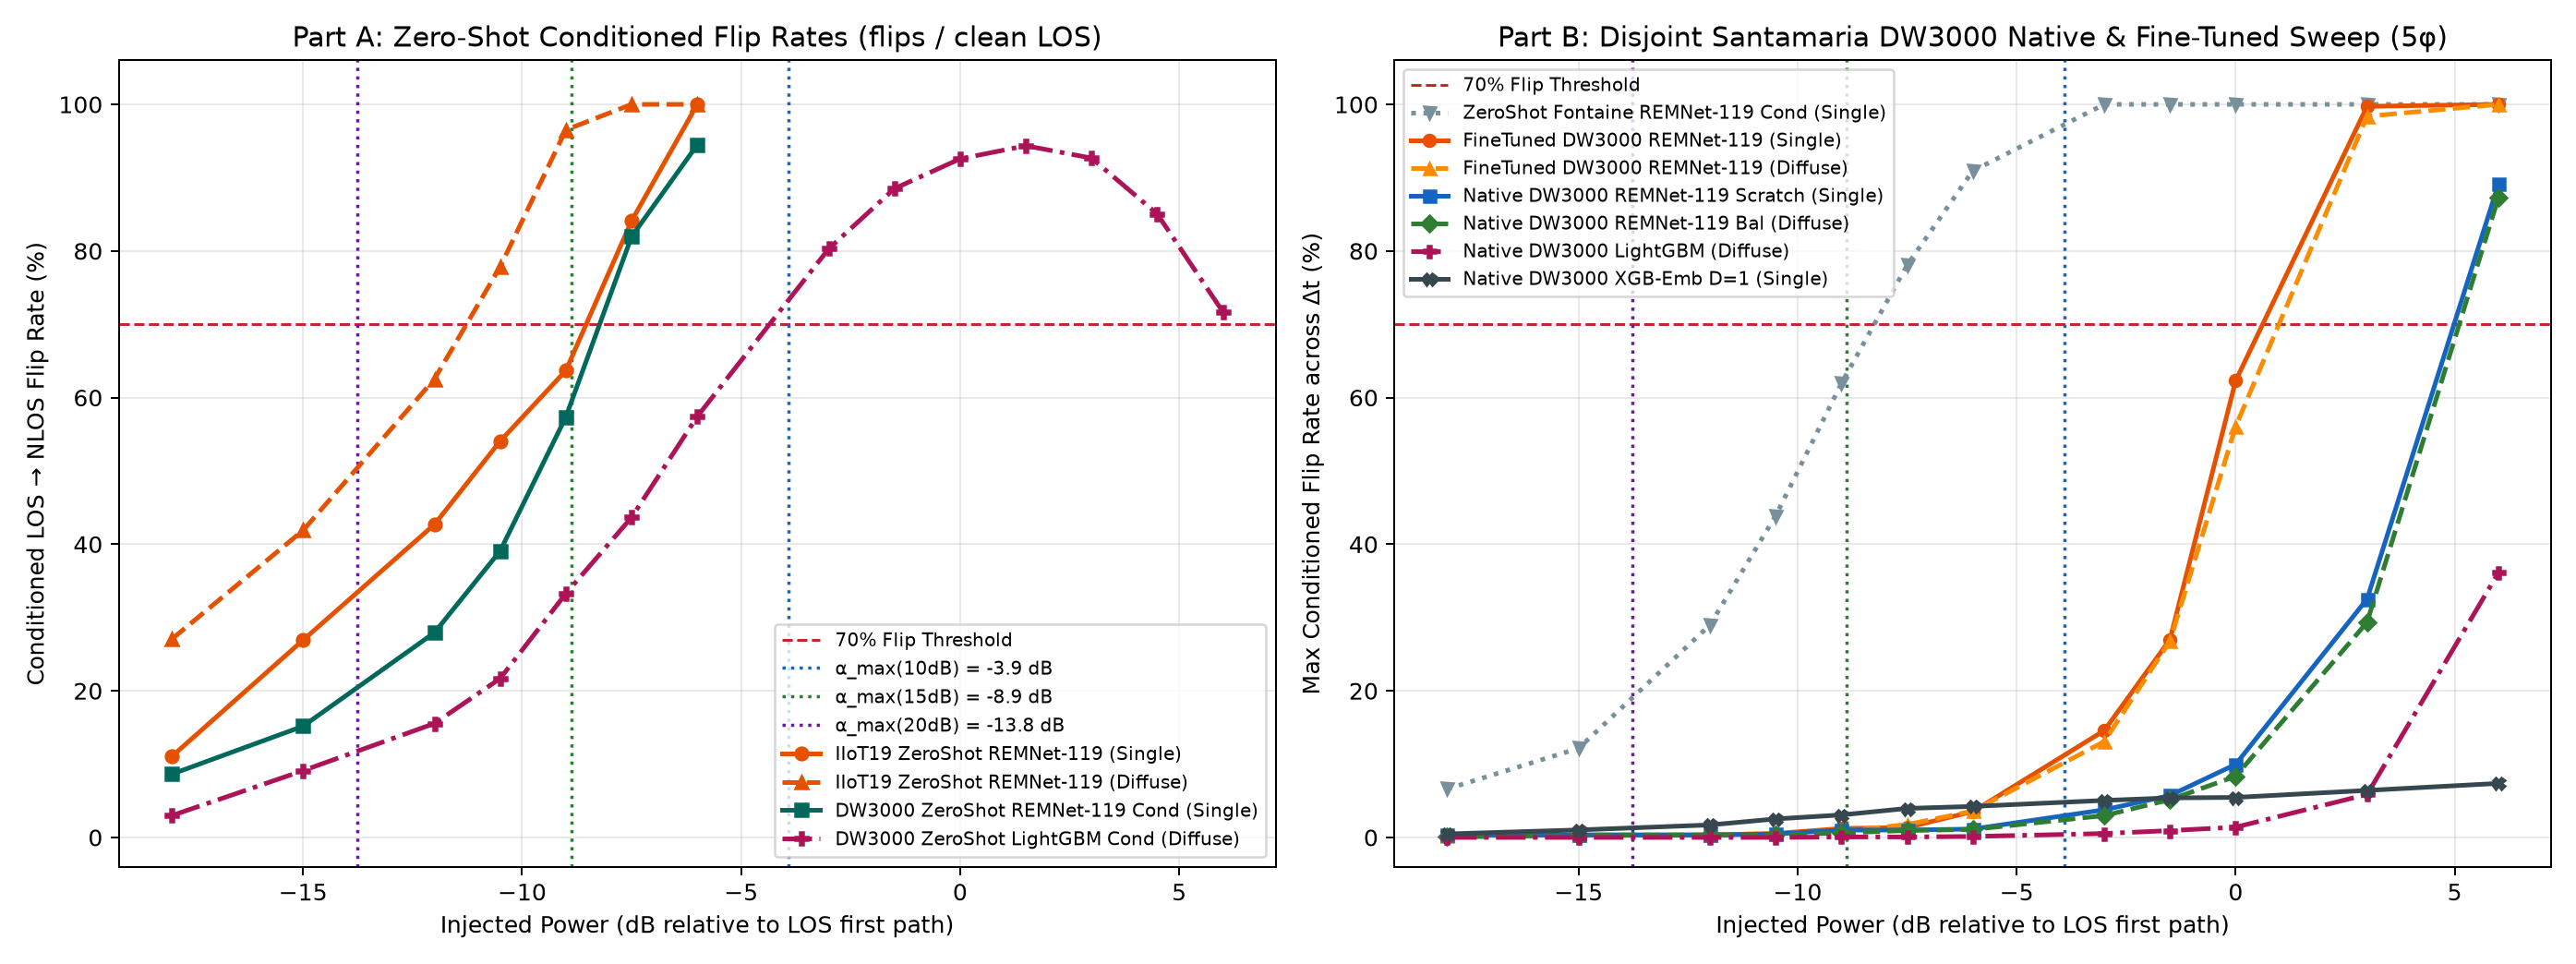 Part A: Zero-Shot Conditioned Flip Rates (flips / clean LOS)
Conditioned LOS → NLOS Flip Rate (%)
100
80
60
40
20
0
70% Flip Threshold
α_max(10dB) = -3.9 dB
α_max(15dB) = -8.9 dB
α_max(20dB) = -13.8 dB
IIoT19 ZeroShot REMNet-119 (Single)
IIoT19 ZeroShot REMNet-119 (Diffuse)
DW3000 ZeroShot REMNet-119 Cond (Single)
DW3000 ZeroShot LightGBM Cond (Diffuse)
−15
−10
−5
0
5
Injected Power (dB relative to LOS first path)
Part B: Disjoint Santamaria DW3000 Native & Fine-Tuned Sweep (5φ)
Max Conditioned Flip Rate across Δt (%)
100
80
60
40
20
0
70% Flip Threshold
ZeroShot Fontaine REMNet-119 Cond (Single)
FineTuned DW3000 REMNet-119 (Single)
FineTuned DW3000 REMNet-119 (Diffuse)
Native DW3000 REMNet-119 Scratch (Single)
Native DW3000 REMNet-119 Bal (Diffuse)
Native DW3000 LightGBM (Diffuse)
Native DW3000 XGB-Emb D=1 (Single)
−15
−10
−5
0
5
Injected Power (dB relative to LOS first path)